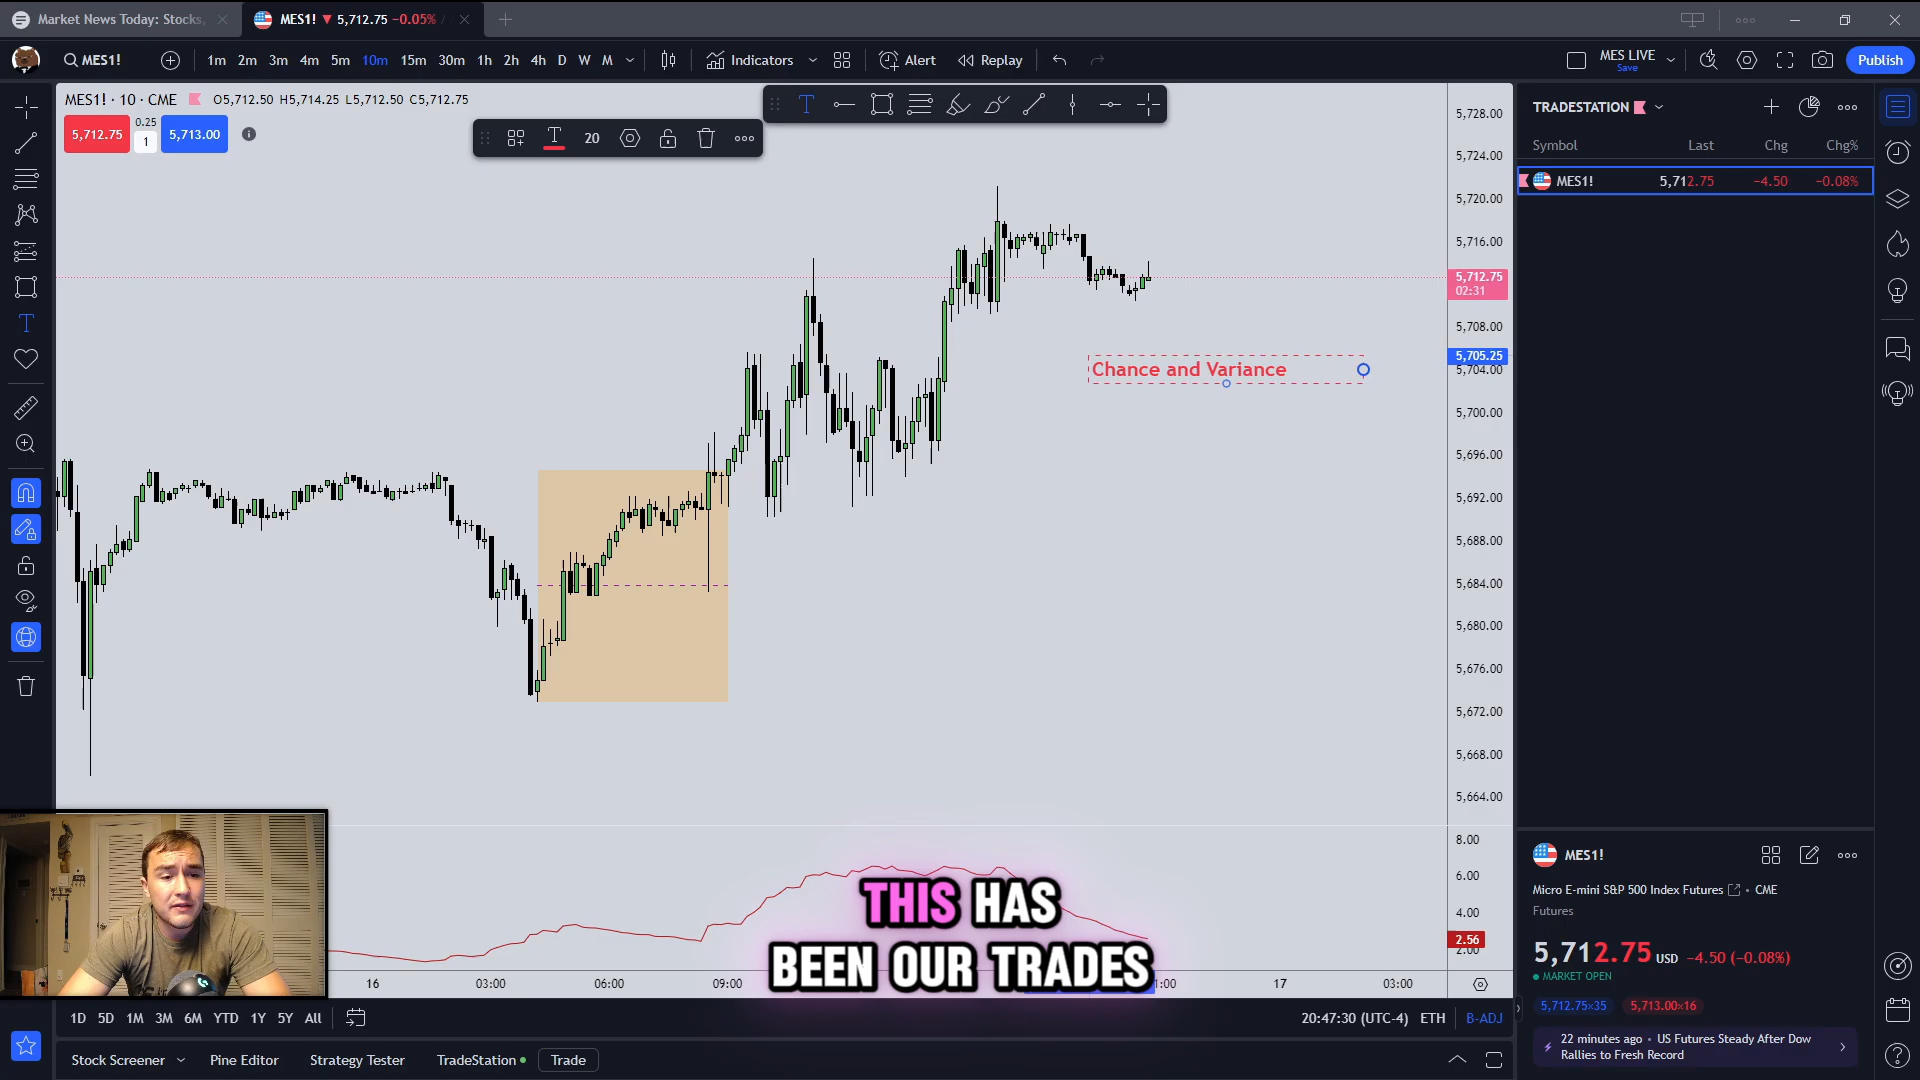 Market News Today: Stocks,
MES1! ▼ 5,712.75 -0.05% /
MES1!
1m 2m 3m 4m 5m 10m 15m 30m 1h 2h 4h D W M
Indicators
Alert
Replay
MES LIVE
Save
Publish
MES1! · 10 · CME O5,712.50 H5,714.25 L5,712.50 C5,712.75
5,712.75
0.25
1
5,713.00
20
Chance and Variance
5,728.00
5,724.00
5,720.00
5,716.00
5,712.75
02:31
5,708.00
5,705.25
5,704.00
5,700.00
5,696.00
5,692.00
5,688.00
5,684.00
5,680.00
5,676.00
5,672.00
5,668.00
5,664.00
8.00
6.00
4.00
2.56
2.00
THIS HAS
BEEN OUR TRADES
16 03:00 06:00 09:00 1:00 17 03:00
1D 5D 1M 3M 6M YTD 1Y 5Y All
20:47:30 (UTC-4) ETH B-ADJ
Stock Screener Pine Editor Strategy Tester TradeStation Trade
TRADESTATION
Symbol Last Chg Chg%
MES1! 5,712.75 −4.50 −0.08%
MES1!
Micro E-mini S&P 500 Index Futures • CME
Futures
5,712.75 USD −4.50 (−0.08%)
MARKET OPEN
5,712.75×35 5,713.00×16
22 minutes ago • US Futures Steady After Dow
Rallies to Fresh Record